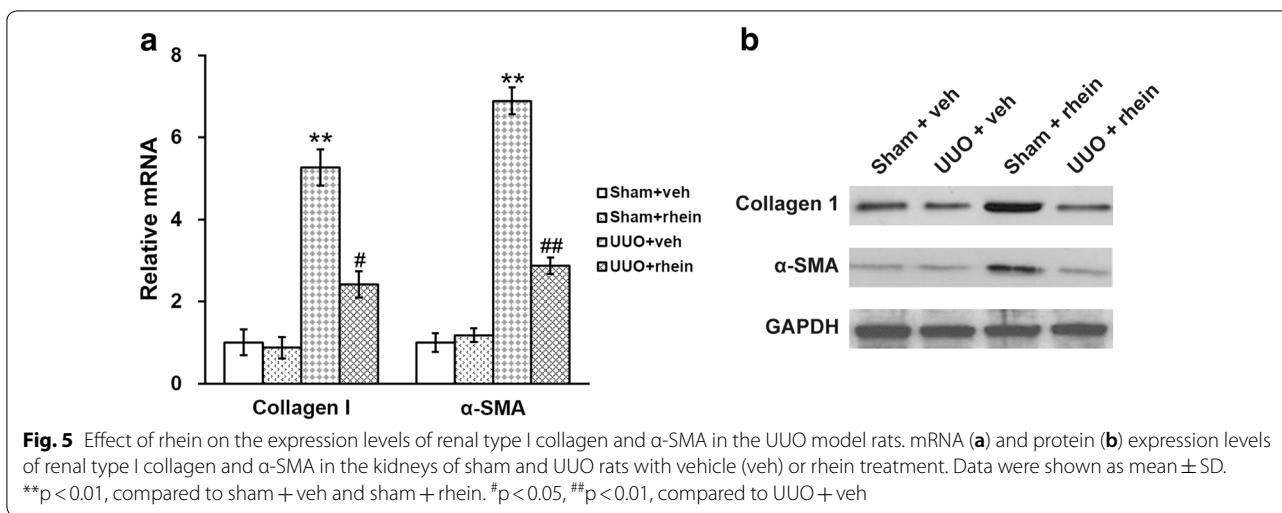 a
8
6
4
2
0
Relative mRNA
**
#
**
##
Collagen I
α-SMA
Sham+veh
Sham+rhein
UUO+veh
UUO+rhein
b
Sham + veh
UUO + veh
Sham + rhein
UUO + rhein
Collagen 1
α-SMA
GAPDH
Fig. 5 Effect of rhein on the expression levels of renal type I collagen and α-SMA in the UUO model rats. mRNA (a) and protein (b) expression levels
of renal type I collagen and α-SMA in the kidneys of sham and UUO rats with vehicle (veh) or rhein treatment. Data were shown as mean ± SD.
**p < 0.01, compared to sham + veh and sham + rhein. #p < 0.05, ##p < 0.01, compared to UUO + veh